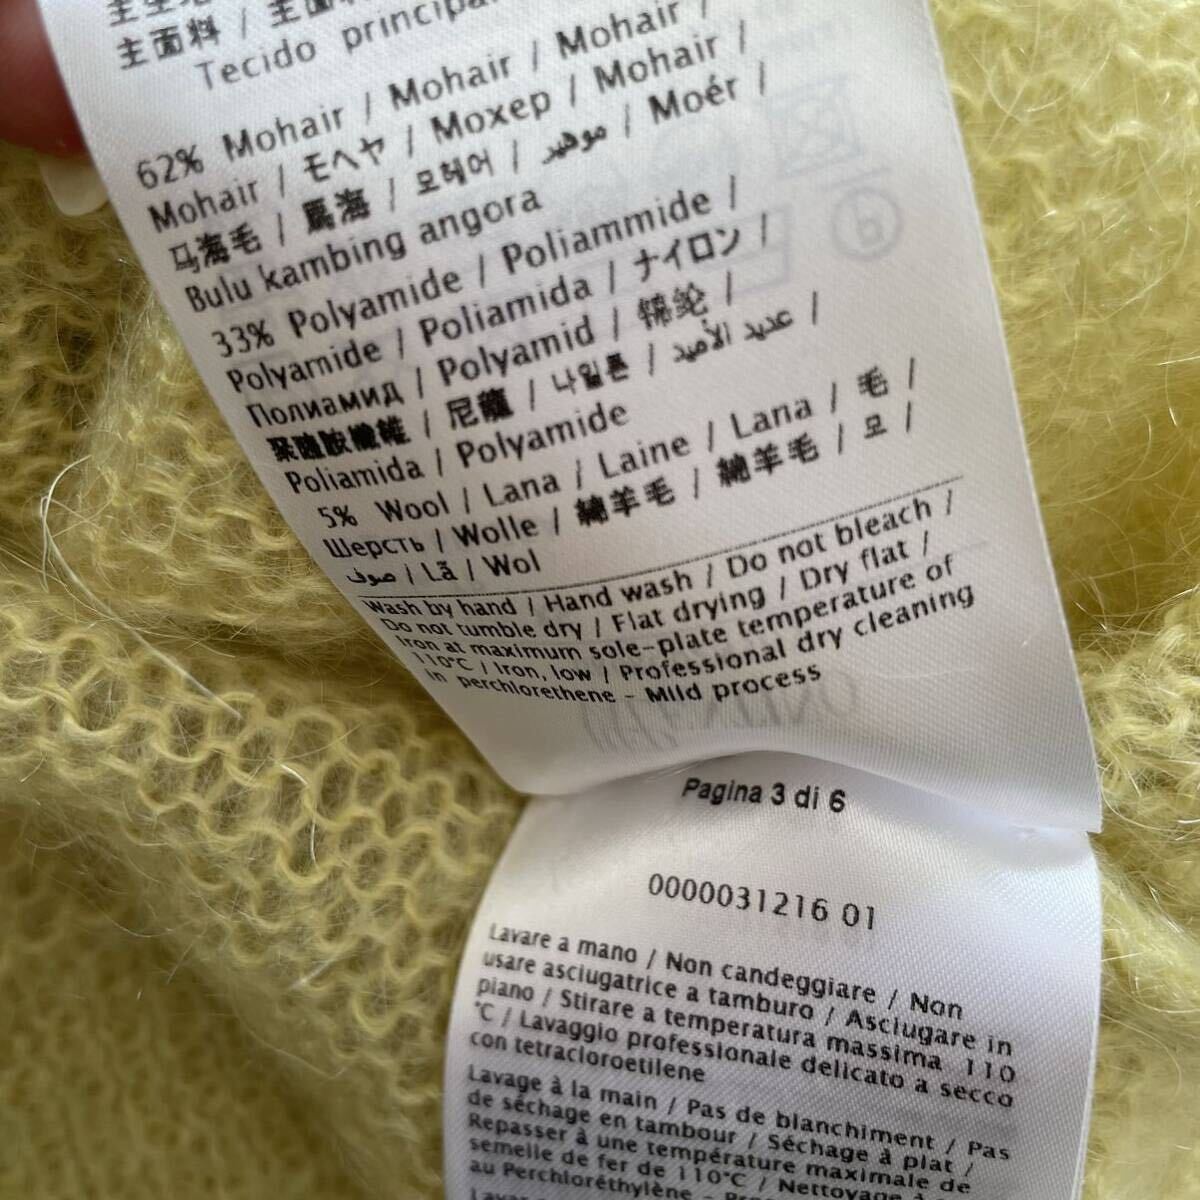 主面料 / 主面料
Tecido principal
62% Mohair / Mohair / Mohair /
Mohair / モヘヤ / Мохер / Mohair /
马海毛 / 馬海 / 모헤어 / موهير / Moér /
Bulu kambing angora
33% Polyamide / Poliammide /
Polyamide / Poliamida / ナイロン /
Полиамид / Polyamid / 锦纶 /
聚醯胺纖維 / 尼龍 / 나일론 / عديد الأميد /
Poliamida / Polyamide
5% Wool / Lana / Laine / Lana / 毛 /
Шерсть / Wolle / 綿羊毛 / 綿羊毛 / 모 /
صوف / Lã / Wol
Wash by hand / Hand wash / Do not bleach /
Do not tumble dry / Flat drying / Dry flat /
Iron at maximum sole-plate temperature of
110°C / Iron, low / Professional dry cleaning
in perchlorethene - Mild process
Pagina 3 di 6
0000031216 01
Lavare a mano / Non candeggiare / Non
usare asciugatrice a tamburo / Asciugare in
piano / Stirare a temperatura massima 110
°C / Lavaggio professionale delicato a secco
con tetracloroetilene
Lavage à la main / Pas de blanchiment / Pas
de séchage en tambour / Séchage à plat /
Repasser à une température maximale de
semelle de fer de 110°C / Nettoyage à
au Perchloréthylène -
Lavar